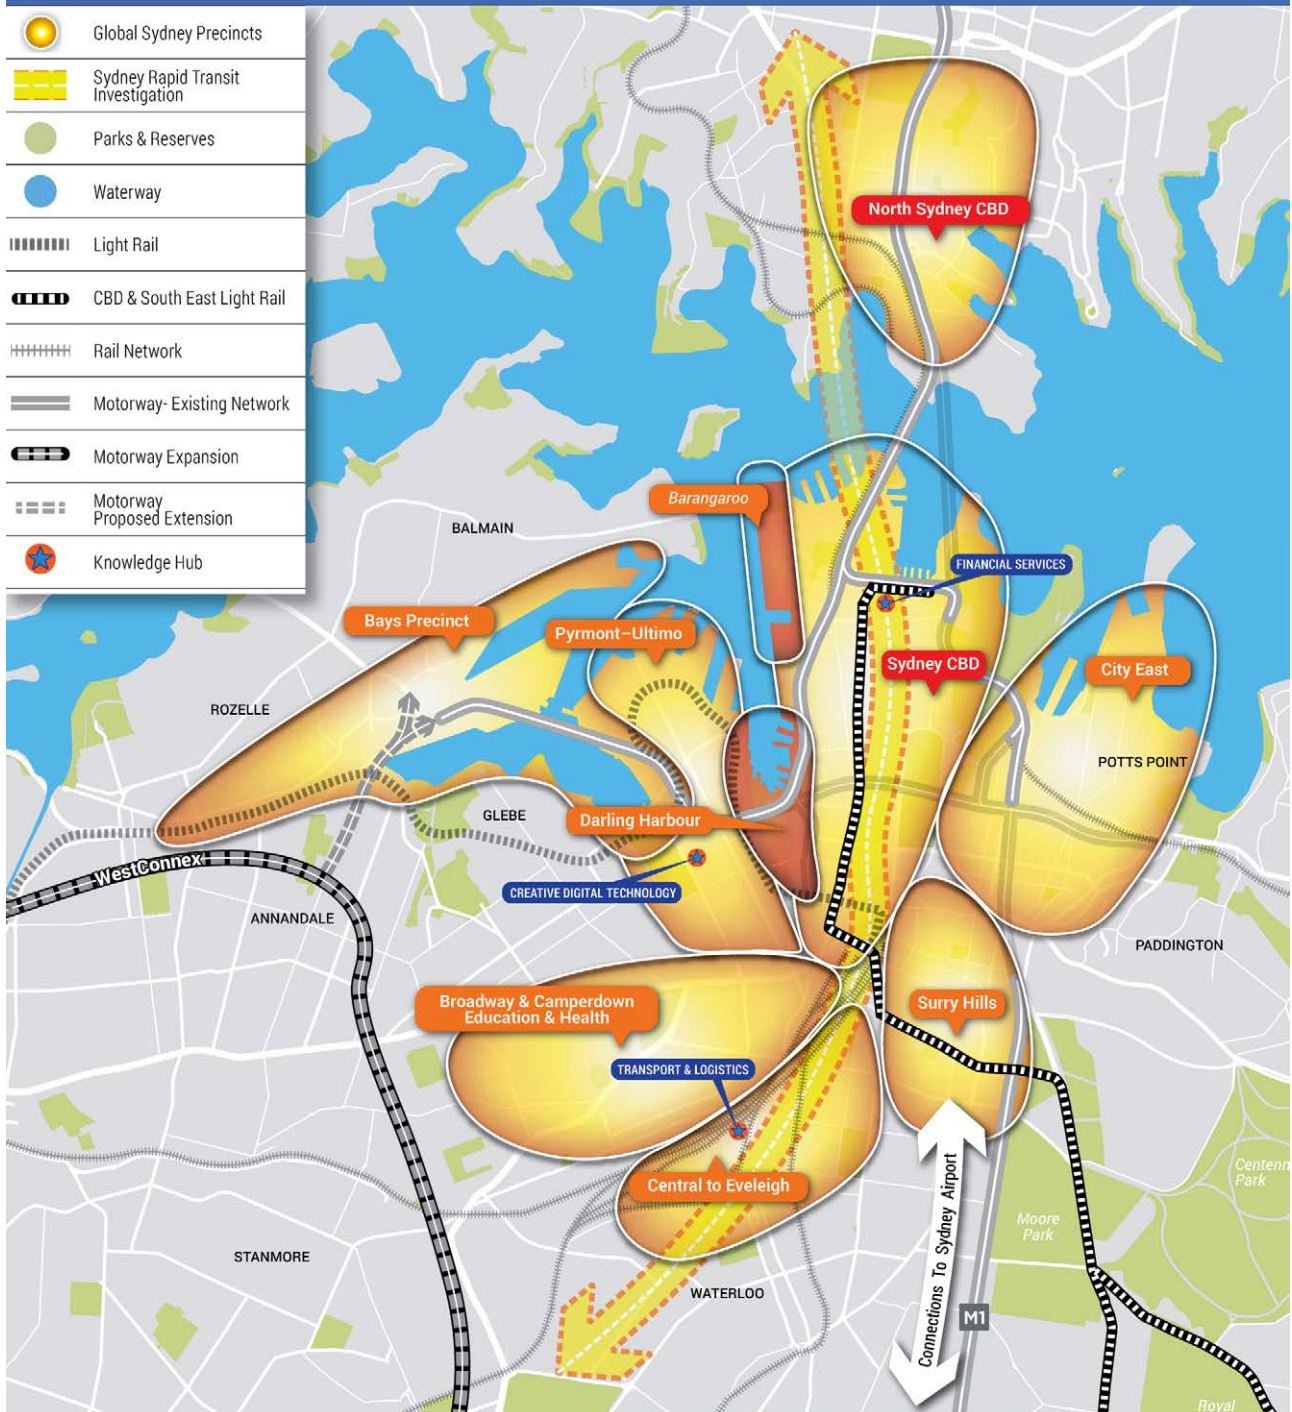 Global Sydney Precincts
Sydney Rapid Transit
Investigation
Parks & Reserves
Waterway
Light Rail
CBD & South East Light Rail
Rail Network
Motorway- Existing Network
Motorway Expansion
Motorway
Proposed Extension
Knowledge Hub
North Sydney CBD
Barangaroo
BALMAIN
FINANCIAL SERVICES
Bays Precinct
Pyrmont–Ultimo
Sydney CBD
City East
ROZELLE
POTTS POINT
GLEBE
Darling Harbour
WestConnex
CREATIVE DIGITAL TECHNOLOGY
ANNANDALE
PADDINGTON
Broadway & Camperdown
Education & Health
Surry Hills
TRANSPORT & LOGISTICS
Central to Eveleigh
Centenn
Park
Moore
Park
STANMORE
WATERLOO
Connections To Sydney Airport
M1
Royal